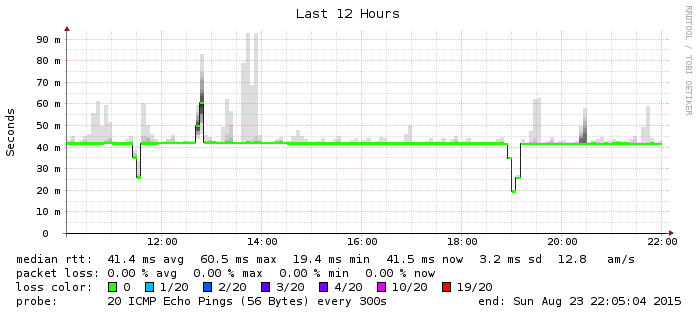 Last 12 Hours
RRDTOOL / TOBI OETIKER
Seconds
90 m
80 m
70 m
60 m
50 m
40 m
30 m
20 m
10 m
0
12:00 14:00 16:00 18:00 20:00 22:00
median rtt: 41.4 ms avg 60.5 ms max 19.4 ms min 41.5 ms now 3.2 ms sd 12.8 am/s
packet loss: 0.00 % avg 0.00 % max 0.00 % min 0.00 % now
loss color: 0 1/20 2/20 3/20 4/20 10/20 19/20
probe: 20 ICMP Echo Pings (56 Bytes) every 300s end: Sun Aug 23 22:05:04 2015